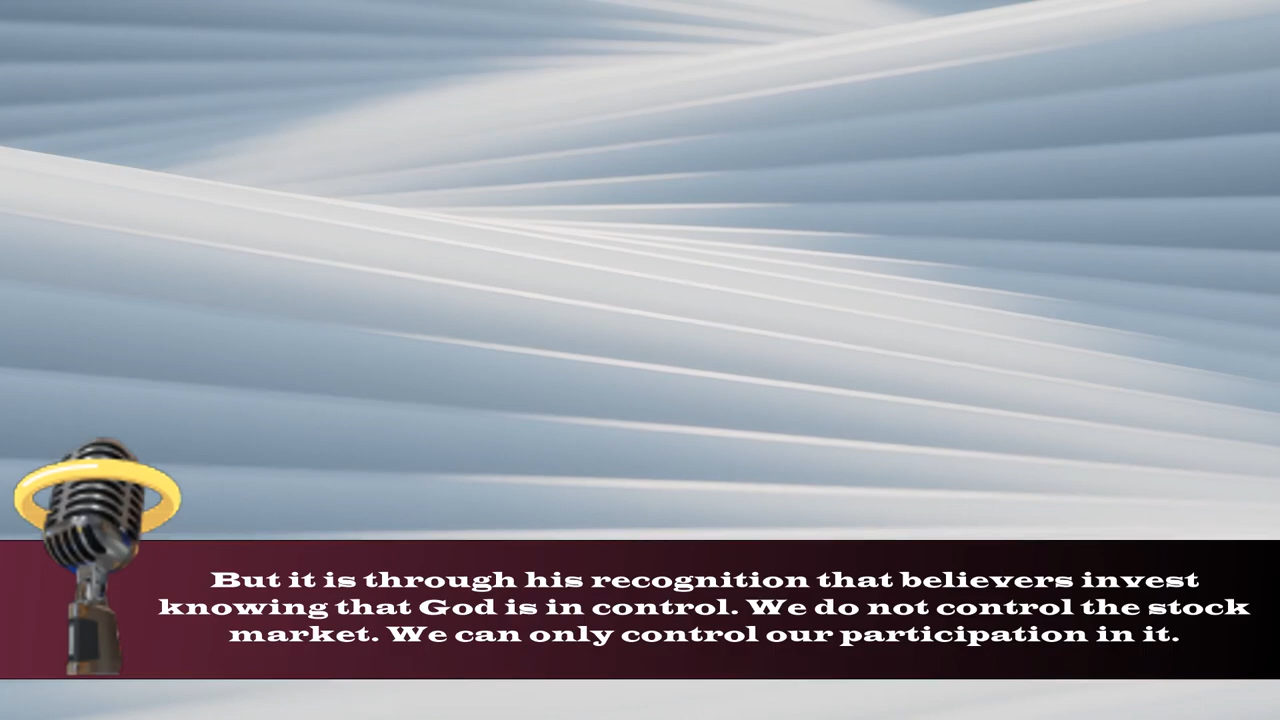 But it is through his recognition that believers invest
knowing that God is in control. We do not control the stock
market. We can only control our participation in it.